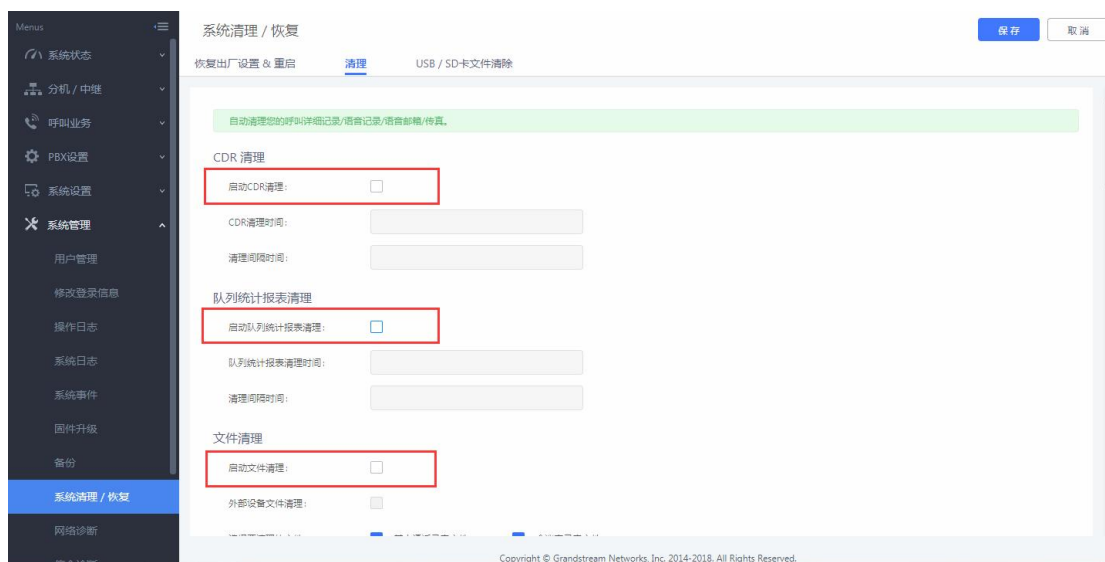 Menus
系统状态
分机 / 中继
呼叫业务
PBX设置
系统设置
系统管理
用户管理
修改登录信息
操作日志
系统日志
系统事件
固件升级
备份
系统清理 / 恢复
网络诊断
系统清理 / 恢复
保存
取消
恢复出厂设置 & 重启
清理
USB / SD卡文件清除
自动清理您的呼叫详细记录/语音记录/语音邮箱/传真。
CDR 清理
启动CDR清理:
CDR清理时间:
清理间隔时间:
队列统计报表清理
启动队列统计报表清理:
队列统计报表清理时间:
清理间隔时间:
文件清理
启动文件清理:
外部设备文件清理:
Copyright © Grandstream Networks, Inc. 2014-2018. All Rights Reserved.